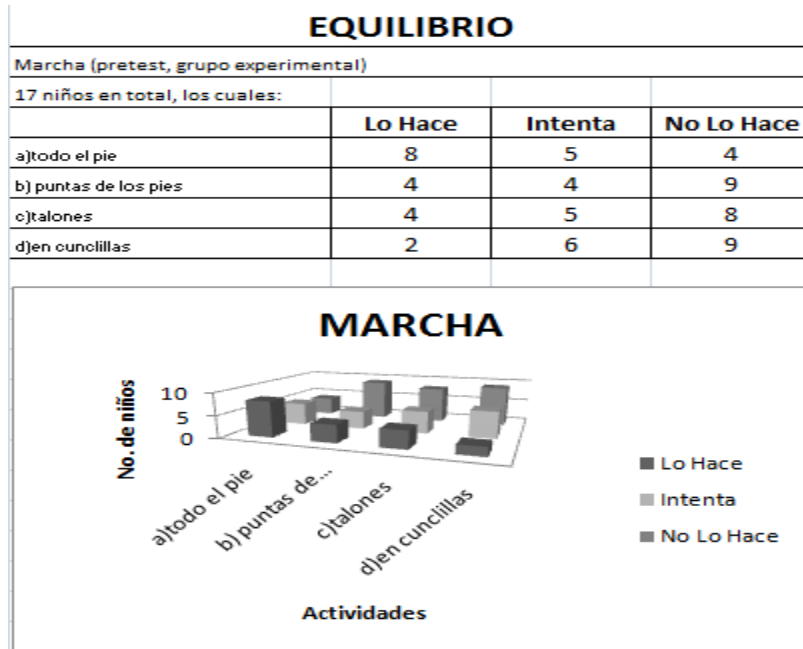 EQUILIBRIO
Marcha (pretest, grupo experimental)
17 niños en total, los cuales:
Lo Hace Intenta No Lo Hace
a)todo el pie 8 5 4
b) puntas de los pies 4 4 9
c)talones 4 5 8
d)en cunclillas 2 6 9
MARCHA
No. de niños
10
5
0
a)todo el pie
b) puntas de...
c)talones
d)en cunclillas
Actividades
Lo Hace
Intenta
No Lo Hace